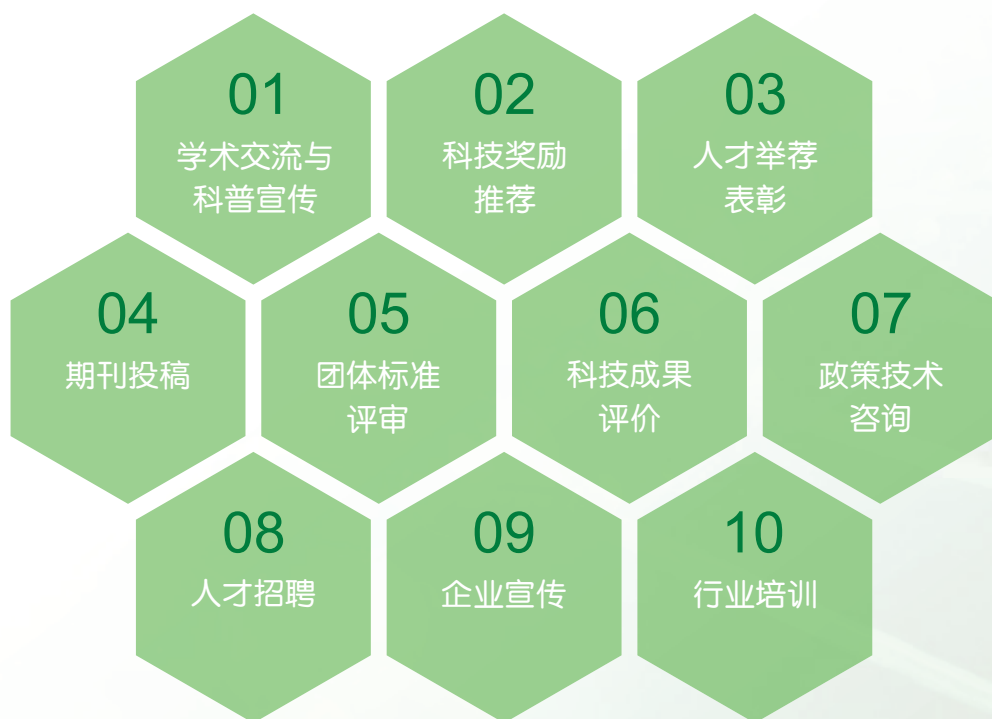 01
学术交流与
科普宣传
02
科技奖励
推荐
03
人才举荐
表彰
04
期刊投稿
05
团体标准
评审
06
科技成果
评价
07
政策技术
咨询
08
人才招聘
09
企业宣传
10
行业培训